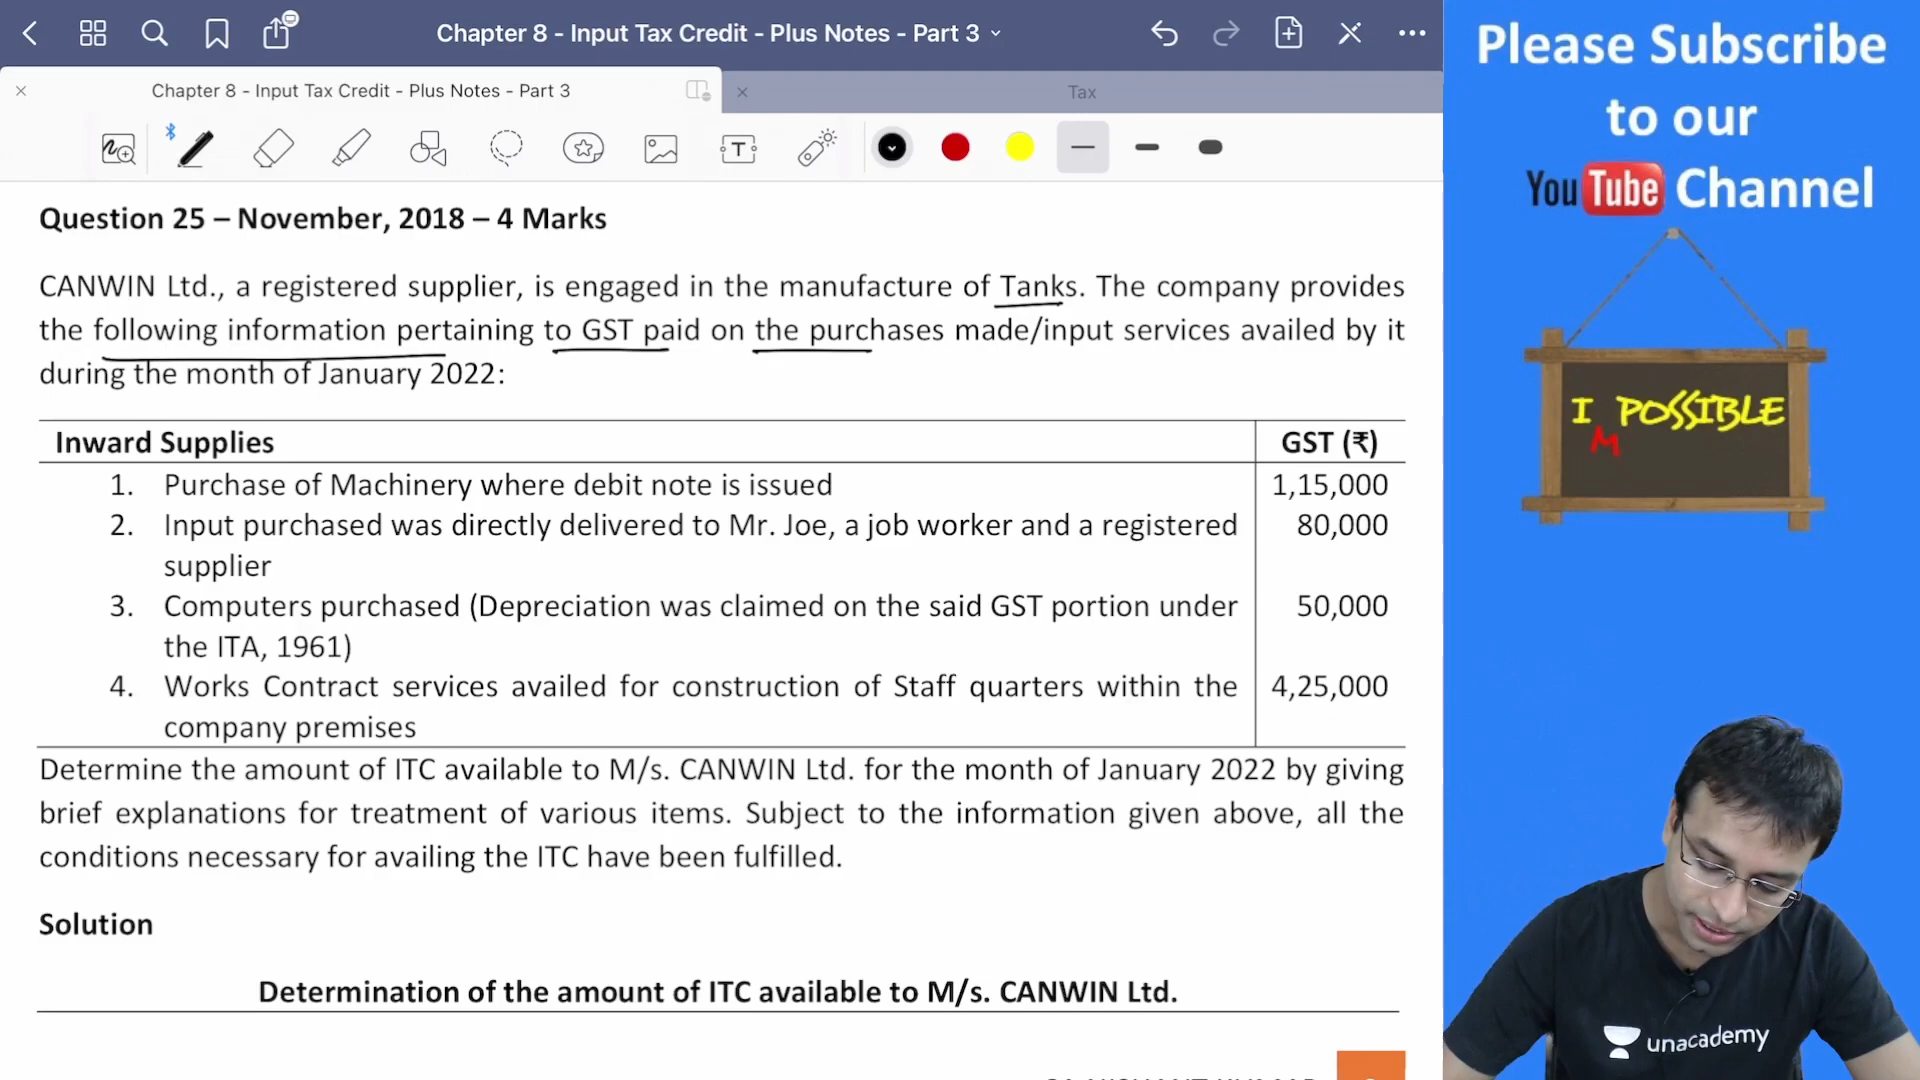 Chapter 8 - Input Tax Credit - Plus Notes - Part 3
Chapter 8 - Input Tax Credit - Plus Notes - Part 3
Tax
Question 25 – November, 2018 – 4 Marks
CANWIN Ltd., a registered supplier, is engaged in the manufacture of Tanks. The company provides
the following information pertaining to GST paid on the purchases made/input services availed by it
during the month of January 2022:
Inward Supplies GST (₹)
1. Purchase of Machinery where debit note is issued 1,15,000
2. Input purchased was directly delivered to Mr. Joe, a job worker and a registered 80,000
supplier
3. Computers purchased (Depreciation was claimed on the said GST portion under 50,000
the ITA, 1961)
4. Works Contract services availed for construction of Staff quarters within the 4,25,000
company premises
Determine the amount of ITC available to M/s. CANWIN Ltd. for the month of January 2022 by giving
brief explanations for treatment of various items. Subject to the information given above, all the
conditions necessary for availing the ITC have been fulfilled.
Solution
Determination of the amount of ITC available to M/s. CANWIN Ltd.
Please Subscribe
to our
YouTube Channel
I POSSIBLE
M
unacademy